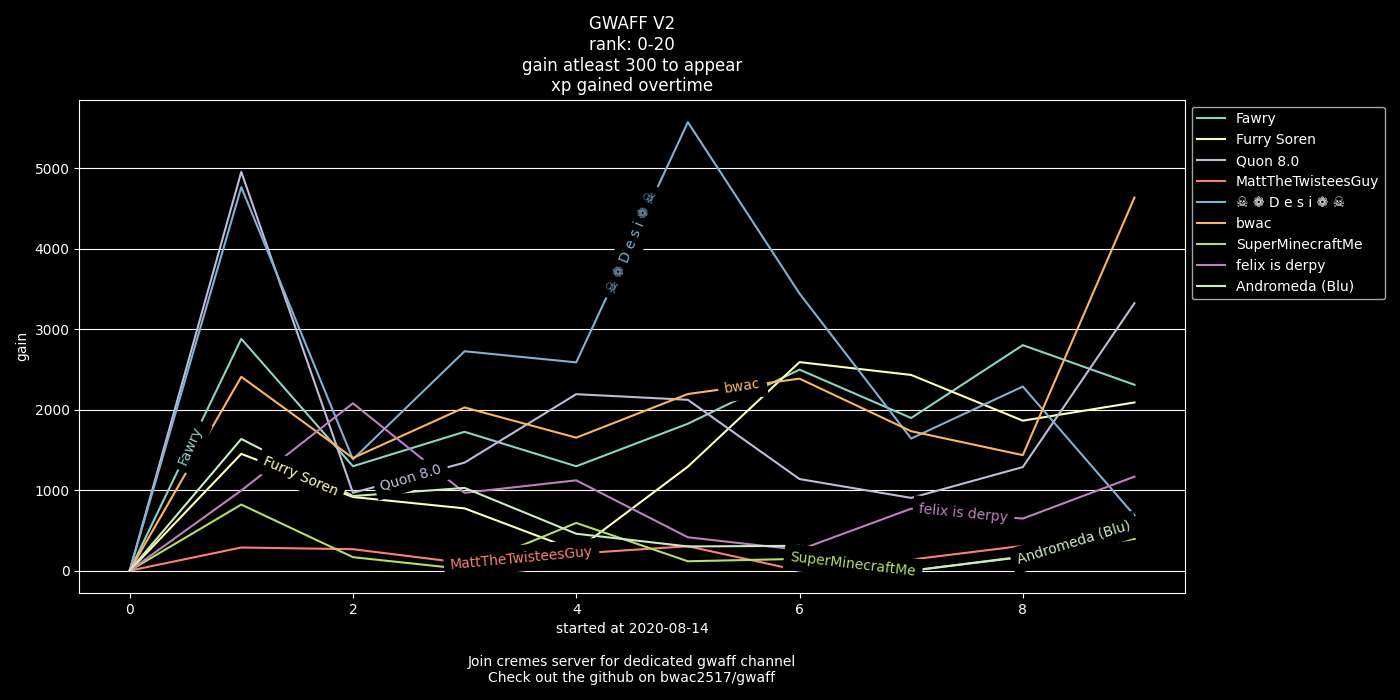 GWAFF V2
rank: 0-20
gain atleast 300 to appear
xp gained overtime
gain
5000
4000
3000
2000
1000
0
0 2 4 6 8
started at 2020-08-14
Join cremes server for dedicated gwaff channel
Check out the github on bwac2517/gwaff
Fawry
Furry Soren
Quon 8.0
MattTheTwisteesGuy
☠ ❁ D e s i ❁ ☠
bwac
SuperMinecraftMe
felix is derpy
Andromeda (Blu)
Fawry
Furry Soren
Quon 8.0
MattTheTwisteesGuy
☠ ❁ D e s i ❁ ☠
bwac
SuperMinecraftMe
felix is derpy
Andromeda (Blu)